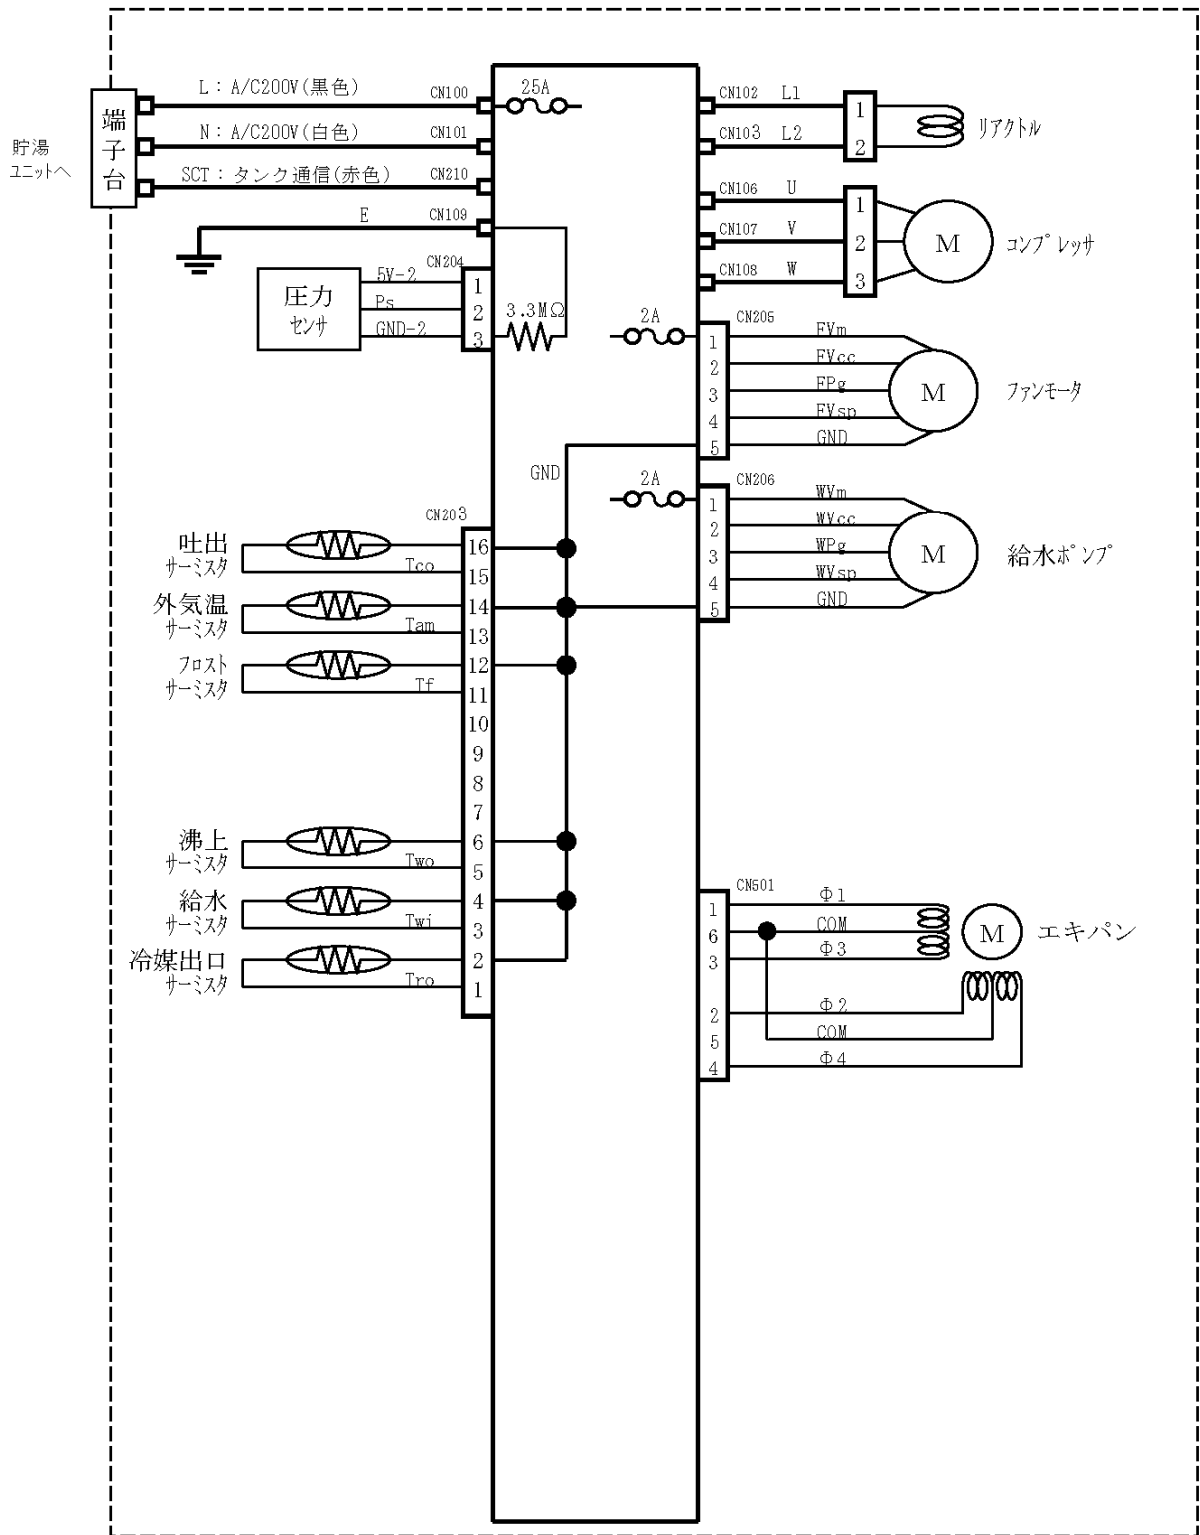 L：A/C200V(黒色)
CN100
25A
N：A/C200V(白色)
CN101
SCT：タンク通信(赤色)
CN210
端子台
貯湯
ユニットへ
E
CN109
CN204
圧力
センサ
5V-2
Ps
GND-2
1
2
3
3.3MΩ
CN102
L1
CN103
L2
1
2
リアクトル
CN106
U
CN107
V
CN108
W
1
2
3
M
コンプレッサ
2A
CN205
1
2
3
4
5
FVm
FVcc
FPg
FVsp
GND
M
ファンモータ
GND
2A
CN206
1
2
3
4
5
WVm
WVcc
WPg
WVsp
GND
M
給水ポンプ
CN203
吐出
サーミスタ
Tco
16
15
外気温
サーミスタ
Tam
14
13
フロスト
サーミスタ
Tf
12
11
10
9
8
7
沸上
サーミスタ
Two
6
5
給水
サーミスタ
Twi
4
3
冷媒出口
サーミスタ
Tro
2
1
CN501
1
6
3
2
5
4
Φ1
COM
Φ3
Φ2
COM
Φ4
M
エキパン